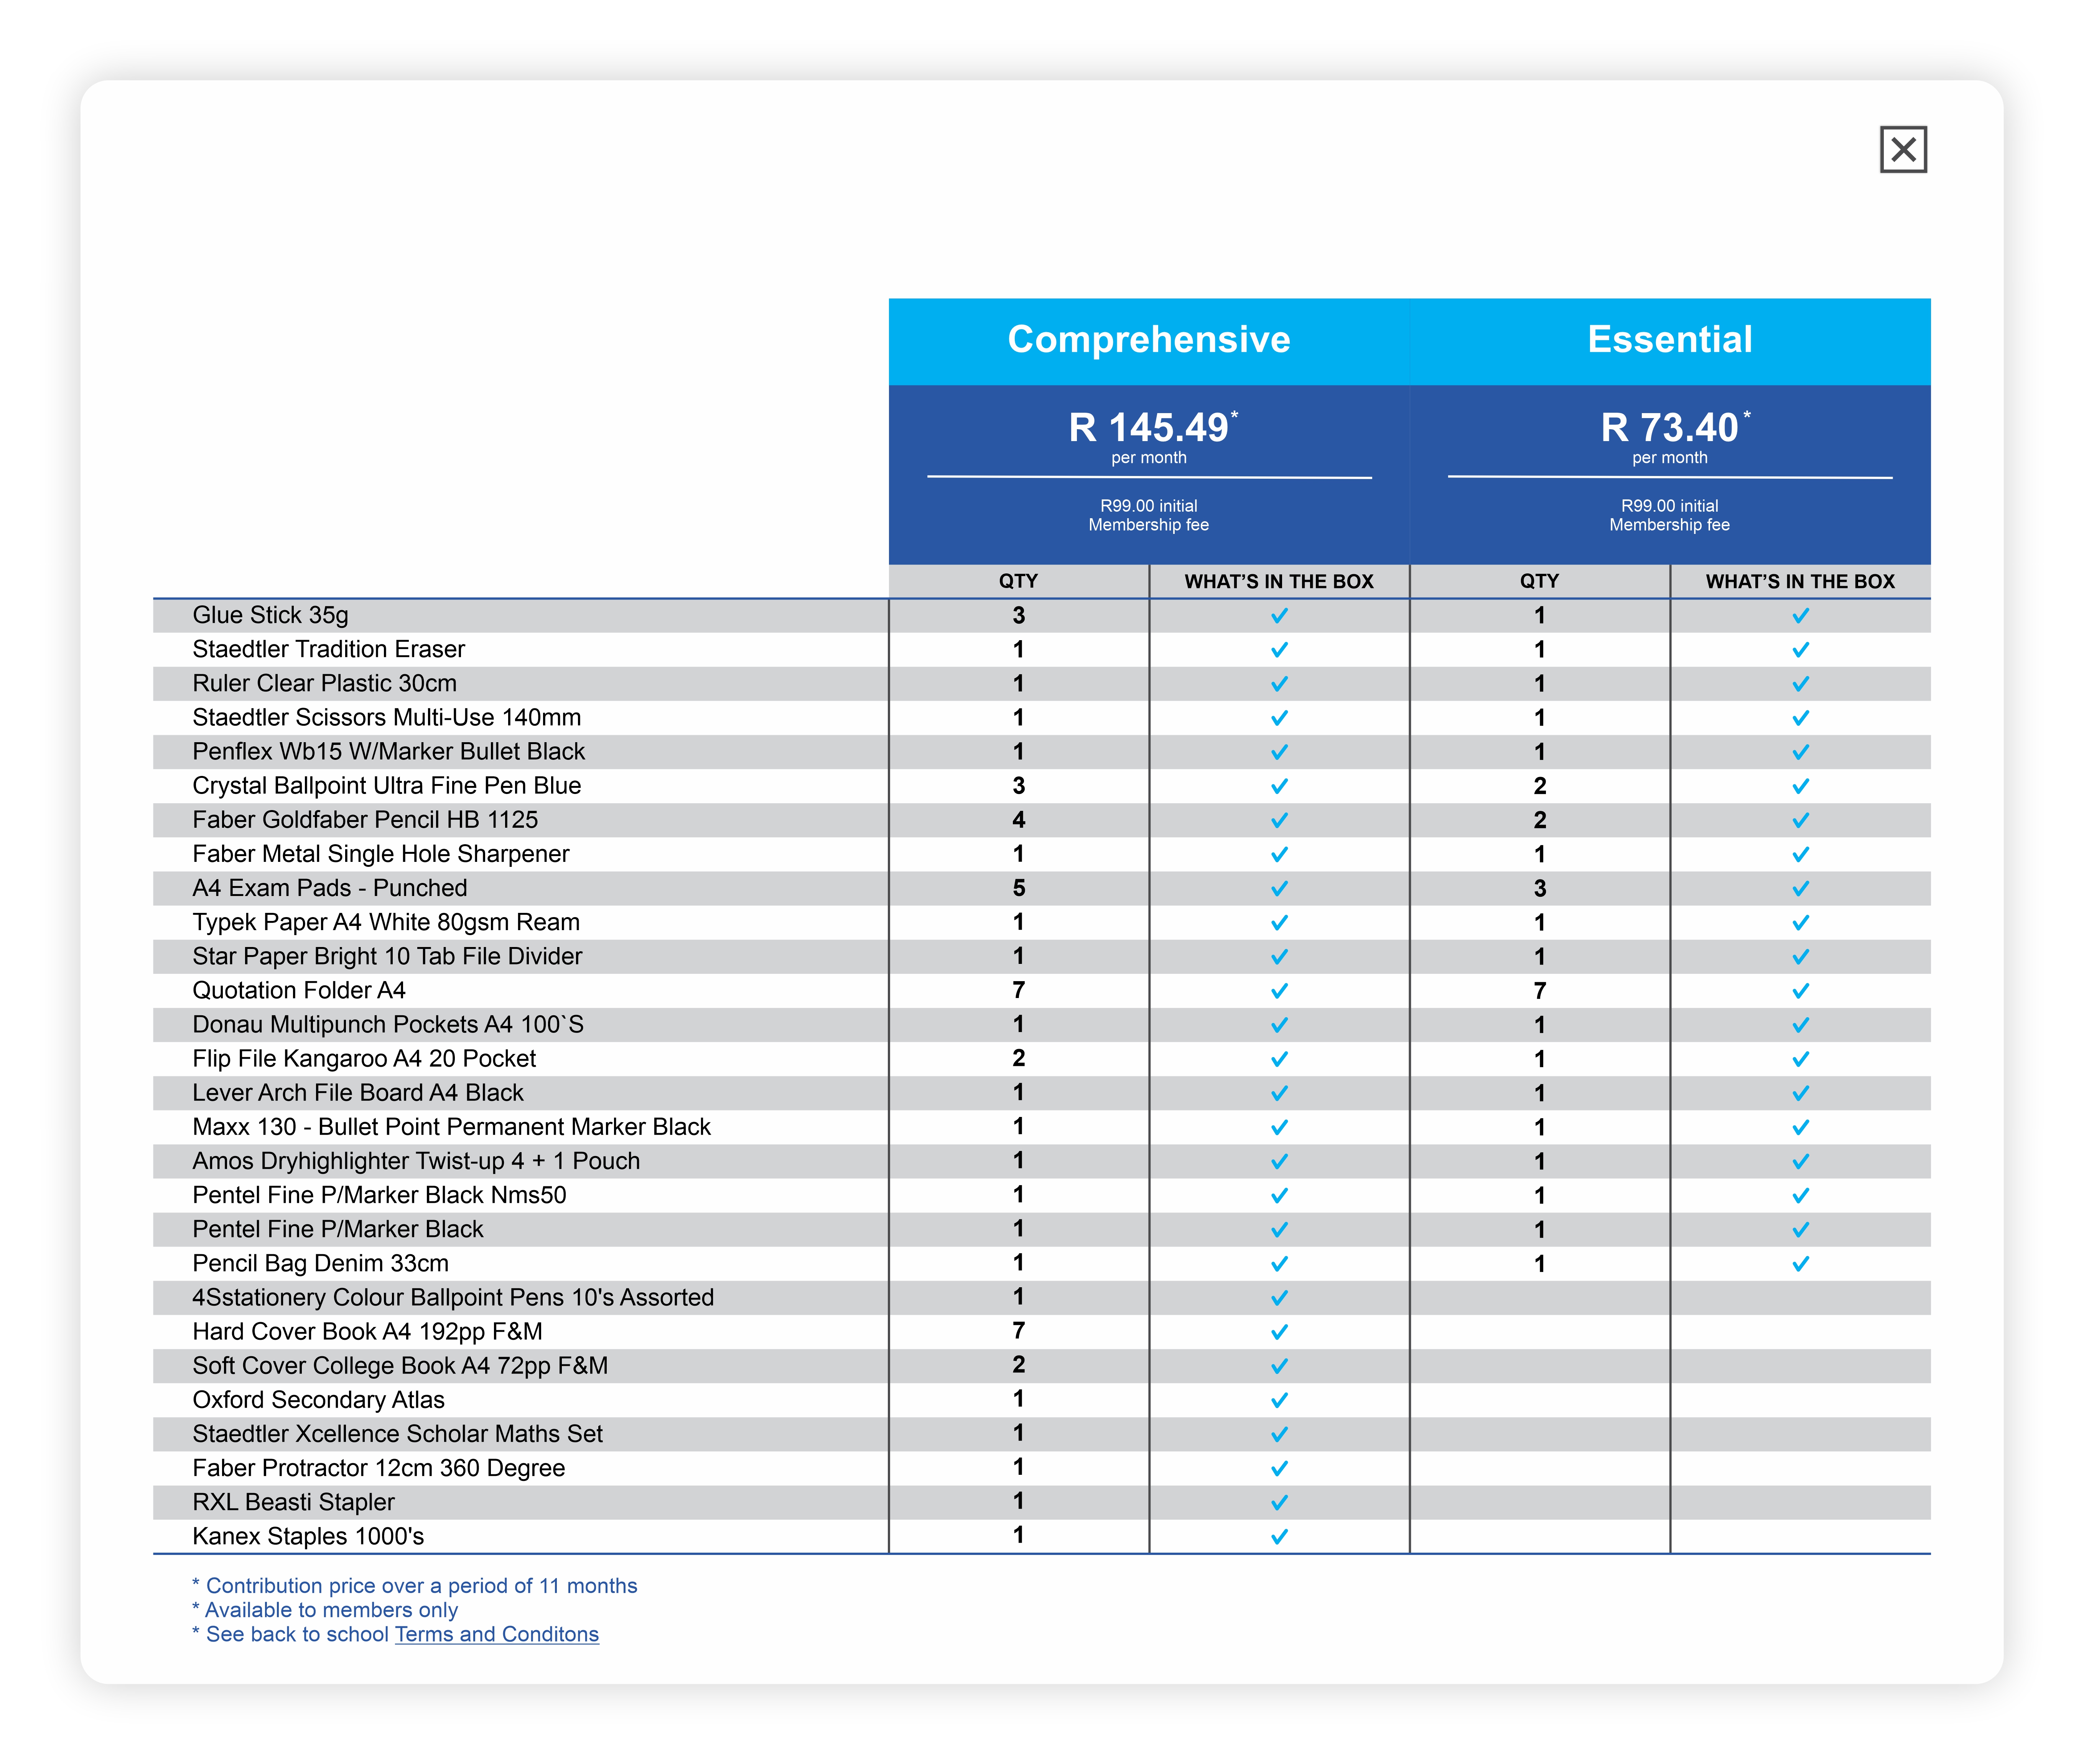 Comprehensive Essential
R 145.49* R 73.40*
per month per month
R99.00 initial R99.00 initial
Membership fee Membership fee
QTY WHAT’S IN THE BOX QTY WHAT’S IN THE BOX
Glue Stick 35g 3 ✓ 1 ✓
Staedtler Tradition Eraser 1 ✓ 1 ✓
Ruler Clear Plastic 30cm 1 ✓ 1 ✓
Staedtler Scissors Multi-Use 140mm 1 ✓ 1 ✓
Penflex Wb15 W/Marker Bullet Black 1 ✓ 1 ✓
Crystal Ballpoint Ultra Fine Pen Blue 3 ✓ 2 ✓
Faber Goldfaber Pencil HB 1125 4 ✓ 2 ✓
Faber Metal Single Hole Sharpener 1 ✓ 1 ✓
A4 Exam Pads - Punched 5 ✓ 3 ✓
Typek Paper A4 White 80gsm Ream 1 ✓ 1 ✓
Star Paper Bright 10 Tab File Divider 1 ✓ 1 ✓
Quotation Folder A4 7 ✓ 7 ✓
Donau Multipunch Pockets A4 100`S 1 ✓ 1 ✓
Flip File Kangaroo A4 20 Pocket 2 ✓ 1 ✓
Lever Arch File Board A4 Black 1 ✓ 1 ✓
Maxx 130 - Bullet Point Permanent Marker Black 1 ✓ 1 ✓
Amos Dryhighlighter Twist-up 4 + 1 Pouch 1 ✓ 1 ✓
Pentel Fine P/Marker Black Nms50 1 ✓ 1 ✓
Pentel Fine P/Marker Black 1 ✓ 1 ✓
Pencil Bag Denim 33cm 1 ✓ 1 ✓
4Sstationery Colour Ballpoint Pens 10's Assorted 1 ✓
Hard Cover Book A4 192pp F&M 7 ✓
Soft Cover College Book A4 72pp F&M 2 ✓
Oxford Secondary Atlas 1 ✓
Staedtler Xcellence Scholar Maths Set 1 ✓
Faber Protractor 12cm 360 Degree 1 ✓
RXL Beasti Stapler 1 ✓
Kanex Staples 1000's 1 ✓
* Contribution price over a period of 11 months
* Available to members only
* See back to school Terms and Conditons